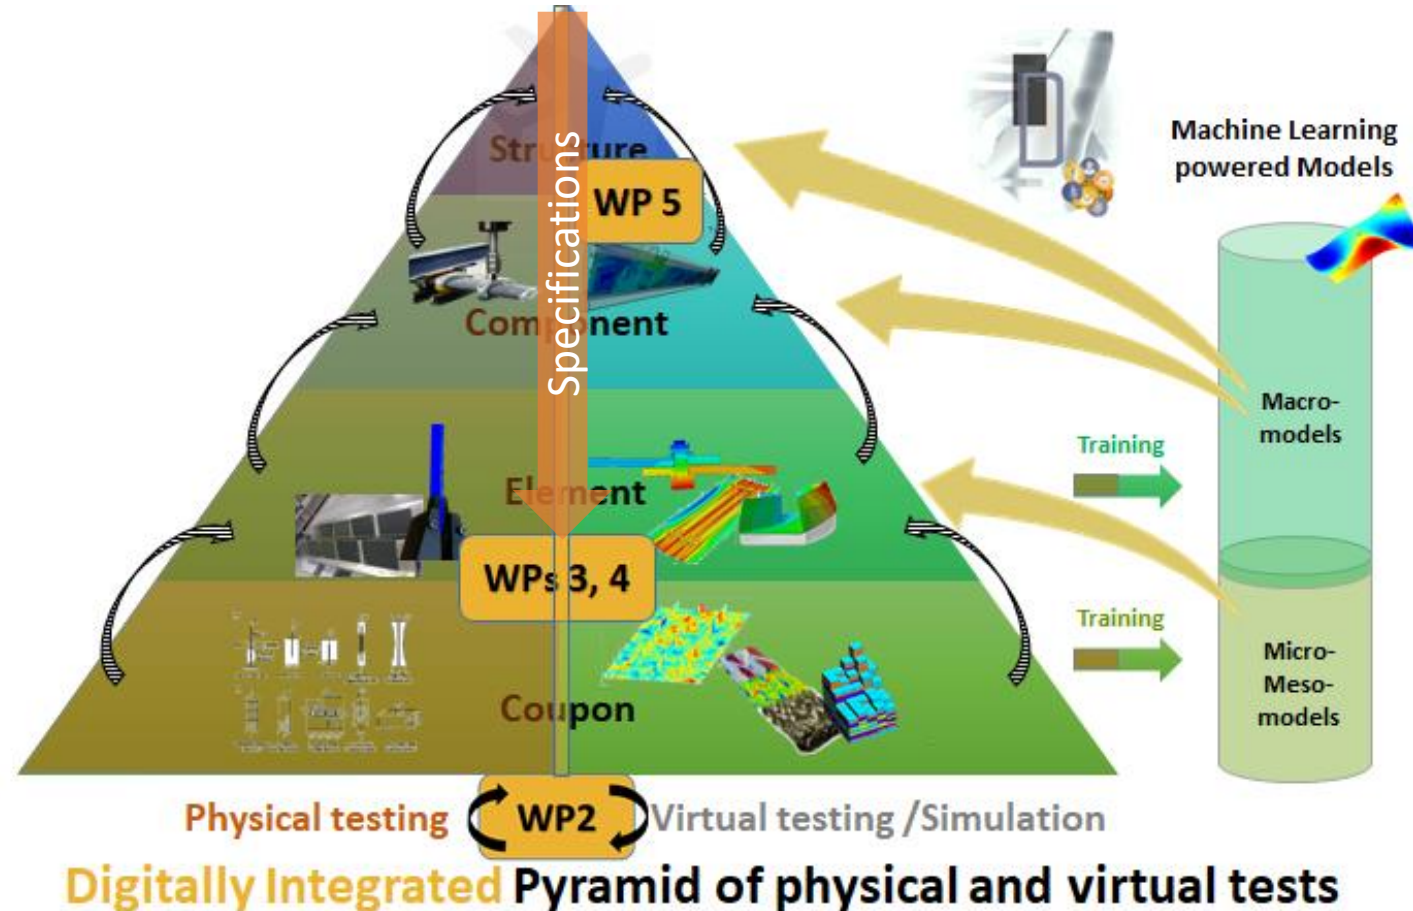 Structure
Specifications
WP 5
Machine Learning
powered Models
Component
Macro-
models
Training
Element
WPs 3, 4
Training
Micro-
Meso-
models
Coupon
Physical testing
WP2
Virtual testing /Simulation
Digitally Integrated Pyramid of physical and virtual tests